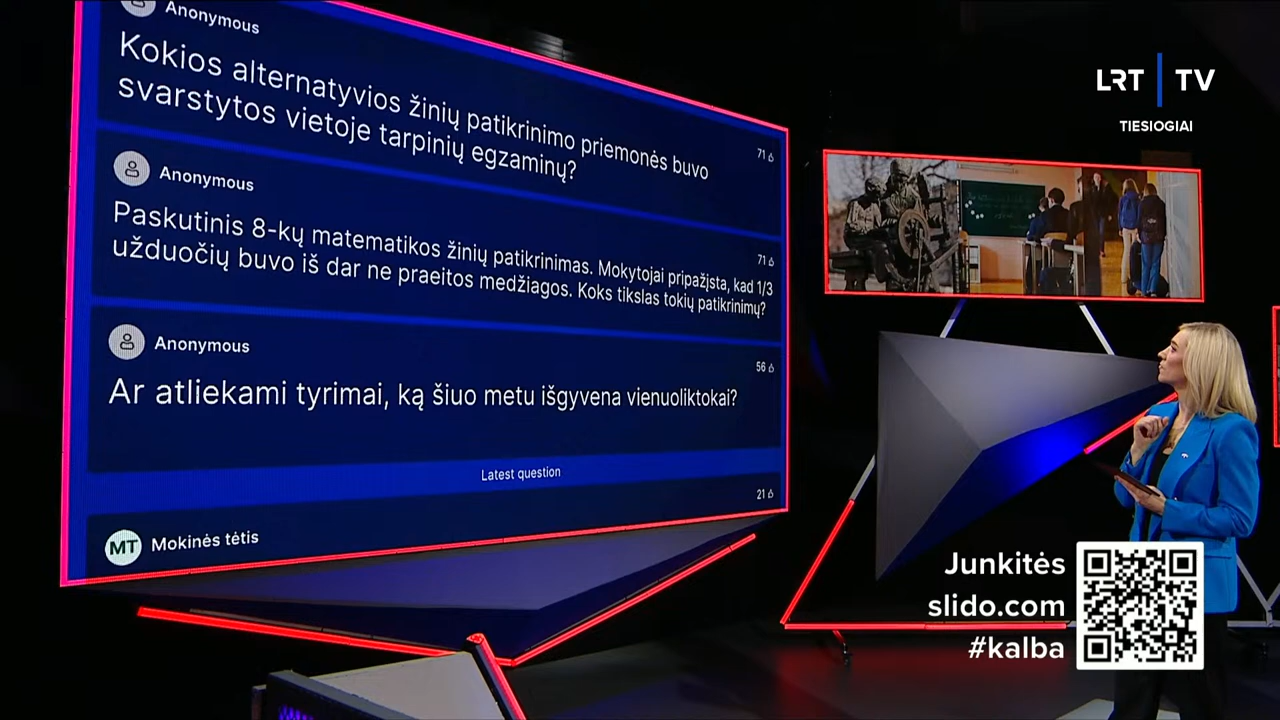 Anonymous
Kokios alternatyvios žinių patikrinimo priemonės buvo
svarstytos vietoje tarpinių egzaminų?
71
Anonymous
Paskutinis 8-kų matematikos žinių patikrinimas. Mokytojai pripažįsta, kad 1/3
užduočių buvo iš dar ne praeitos medžiagos. Koks tikslas tokių patikrinimų?
71
Anonymous
Ar atliekami tyrimai, ką šiuo metu išgyvena vienuoliktokai?
56
Latest question
21
MT Mokinės tėtis
LRT | TV
TIESIOGIAI
Junkitės
slido.com
#kalba